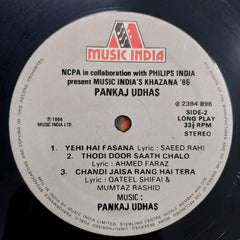 MUSIC INDIA
NCPA in collaboration with PHILIPS INDIA
present MUSIC INDIA'S KHAZANA '86
PANKAJ UDHAS
2394 896
SIDE-2
LONG PLAY
33⅓ RPM
STEREO
℗ 1986
MUSIC INDIA LTD.
1. YEHI HAI FASANA Lyric : SAEED RAHI
2. THODI DOOR SAATH CHALO
Lyric : AHMED FARAZ
3. CHANDI JAISA RANG HAI TERA
Lyric : QATEEL SHIFAI &
MUMTAZ RASHID
MUSIC :
PANKAJ UDHAS